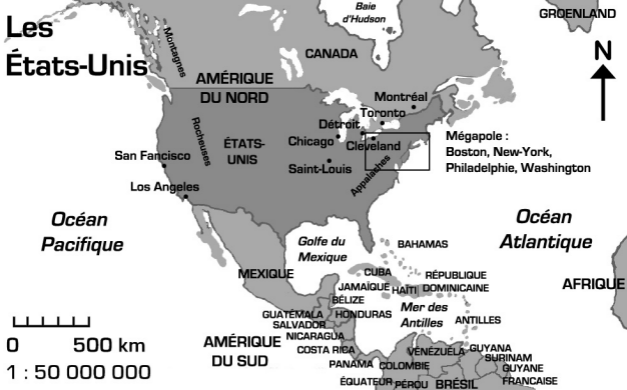 Les
États-Unis
Baie
d'Hudson
GROENLAND
N
Montagnes
CANADA
AMÉRIQUE
DU NORD
Montréal
Toronto
Détroit
Rocheuses
ÉTATS-
UNIS
Chicago
Cleveland
Mégapole :
Boston, New-York,
Philadelphie, Washington
San Fancisco
Saint-Louis
Appalaches
Los Angeles
Océan
Pacifique
Océan
Atlantique
Golfe du
Mexique
BAHAMAS
MEXIQUE
CUBA
RÉPUBLIQUE
DOMINICAINE
AFRIQUE
JAMAÏQUE
HAÏTI
BÉLIZE
GUATÉMALA
HONDURAS
Mer des
Antilles
SALVADOR
ANTILLES
NICARAGUA
COSTA RICA
AMÉRIQUE
DU SUD
PANAMA
COLOMBIE
VÉNÉZUELA
GUYANA
SURINAM
GUYANE
FRANCAISE
ÉQUATEUR
PÉROU
BRÉSIL
0 500 km
1 : 50 000 000